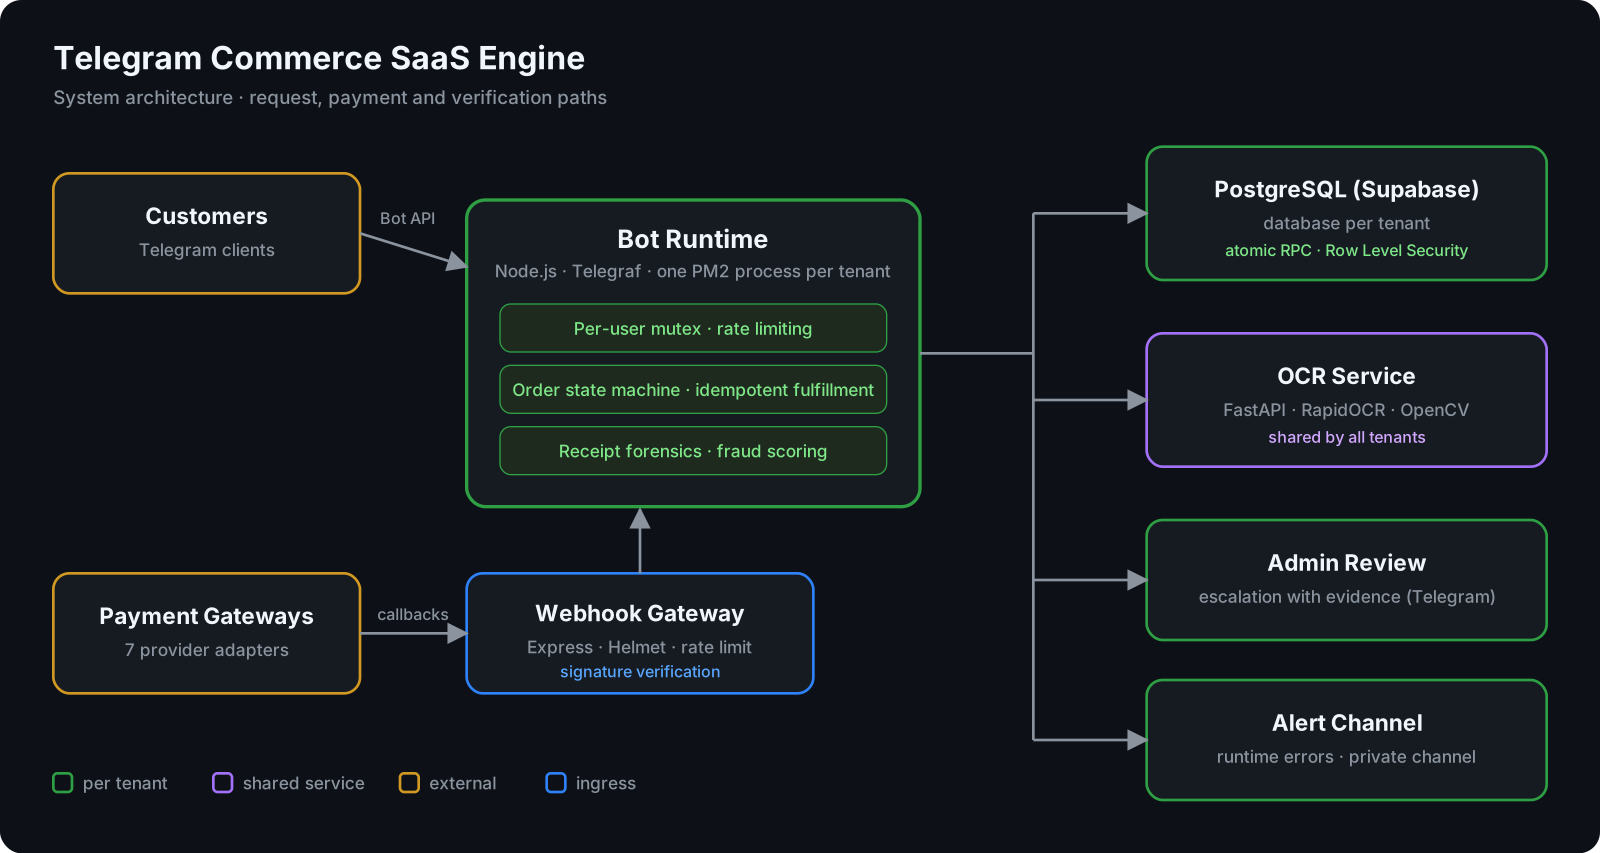 Telegram Commerce SaaS Engine
System architecture · request, payment and verification paths
Customers
Telegram clients
Bot API
Bot Runtime
Node.js · Telegraf · one PM2 process per tenant
Per-user mutex · rate limiting
Order state machine · idempotent fulfillment
Receipt forensics · fraud scoring
Payment Gateways
7 provider adapters
callbacks
Webhook Gateway
Express · Helmet · rate limit
signature verification
PostgreSQL (Supabase)
database per tenant
atomic RPC · Row Level Security
OCR Service
FastAPI · RapidOCR · OpenCV
shared by all tenants
Admin Review
escalation with evidence (Telegram)
Alert Channel
runtime errors · private channel
per tenant
shared service
external
ingress